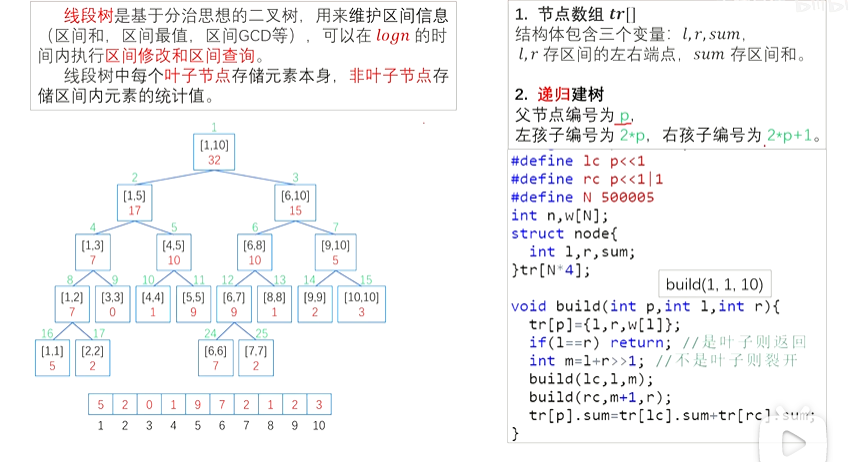 线段树是基于分治思想的二叉树，用来维护区间信息
（区间和，区间最值，区间GCD等），可以在 logn 的时
间内执行区间修改和区间查询。
线段树中每个叶子节点存储元素本身，非叶子节点存
储区间内元素的统计值。
1
[1,10]
32
2
3
[1,5]
17
[6,10]
15
4
5
6
7
[1,3]
7
[4,5]
10
[6,8]
10
[9,10]
5
8
9
10
11
12
13
14
15
[1,2]
7
[3,3]
0
[4,4]
1
[5,5]
9
[6,7]
9
[8,8]
1
[9,9]
2
[10,10]
3
16
17
24
25
[1,1]
5
[2,2]
2
[6,6]
7
[7,7]
2
5 2 0 1 9 7 2 1 2 3
1 2 3 4 5 6 7 8 9 10
1. 节点数组 tr[]
结构体包含三个变量：l,r,sum，
l,r 存区间的左右端点，sum 存区间和。
2. 递归建树
父节点编号为 p，
左孩子编号为 2*p，右孩子编号为 2*p+1。
#define lc p<<1
#define rc p<<1|1
#define N 500005
int n,w[N];
struct node{
int l,r,sum;
}tr[N*4];
build(1, 1, 10)
void build(int p,int l,int r){
tr[p]={l,r,w[l]};
if(l==r) return; //是叶子则返回
int m=l+r>>1; //不是叶子则裂开
build(lc,l,m);
build(rc,m+1,r);
tr[p].sum=tr[lc].sum+tr[rc].sum;
}